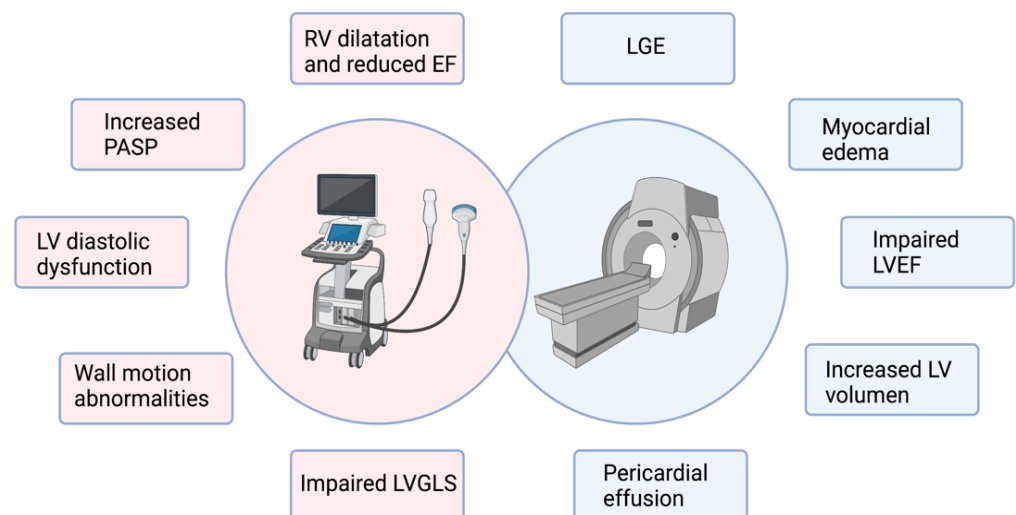 RV dilatation
and reduced EF
LGE
Increased
PASP
Myocardial
edema
LV diastolic
dysfunction
Impaired
LVEF
Wall motion
abnormalities
Increased LV
volumen
Impaired LVGLS
Pericardial
effusion